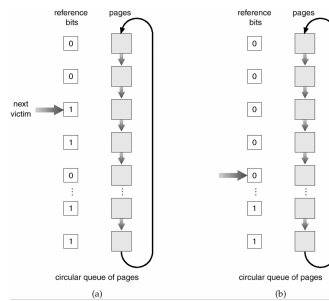 reference bits
pages
reference bits
pages
0
0
next victim
1
1
0
⋮
⋮
1
1
0
0
0
0
0
⋮
⋮
1
1
circular queue of pages
circular queue of pages
(a)
(b)